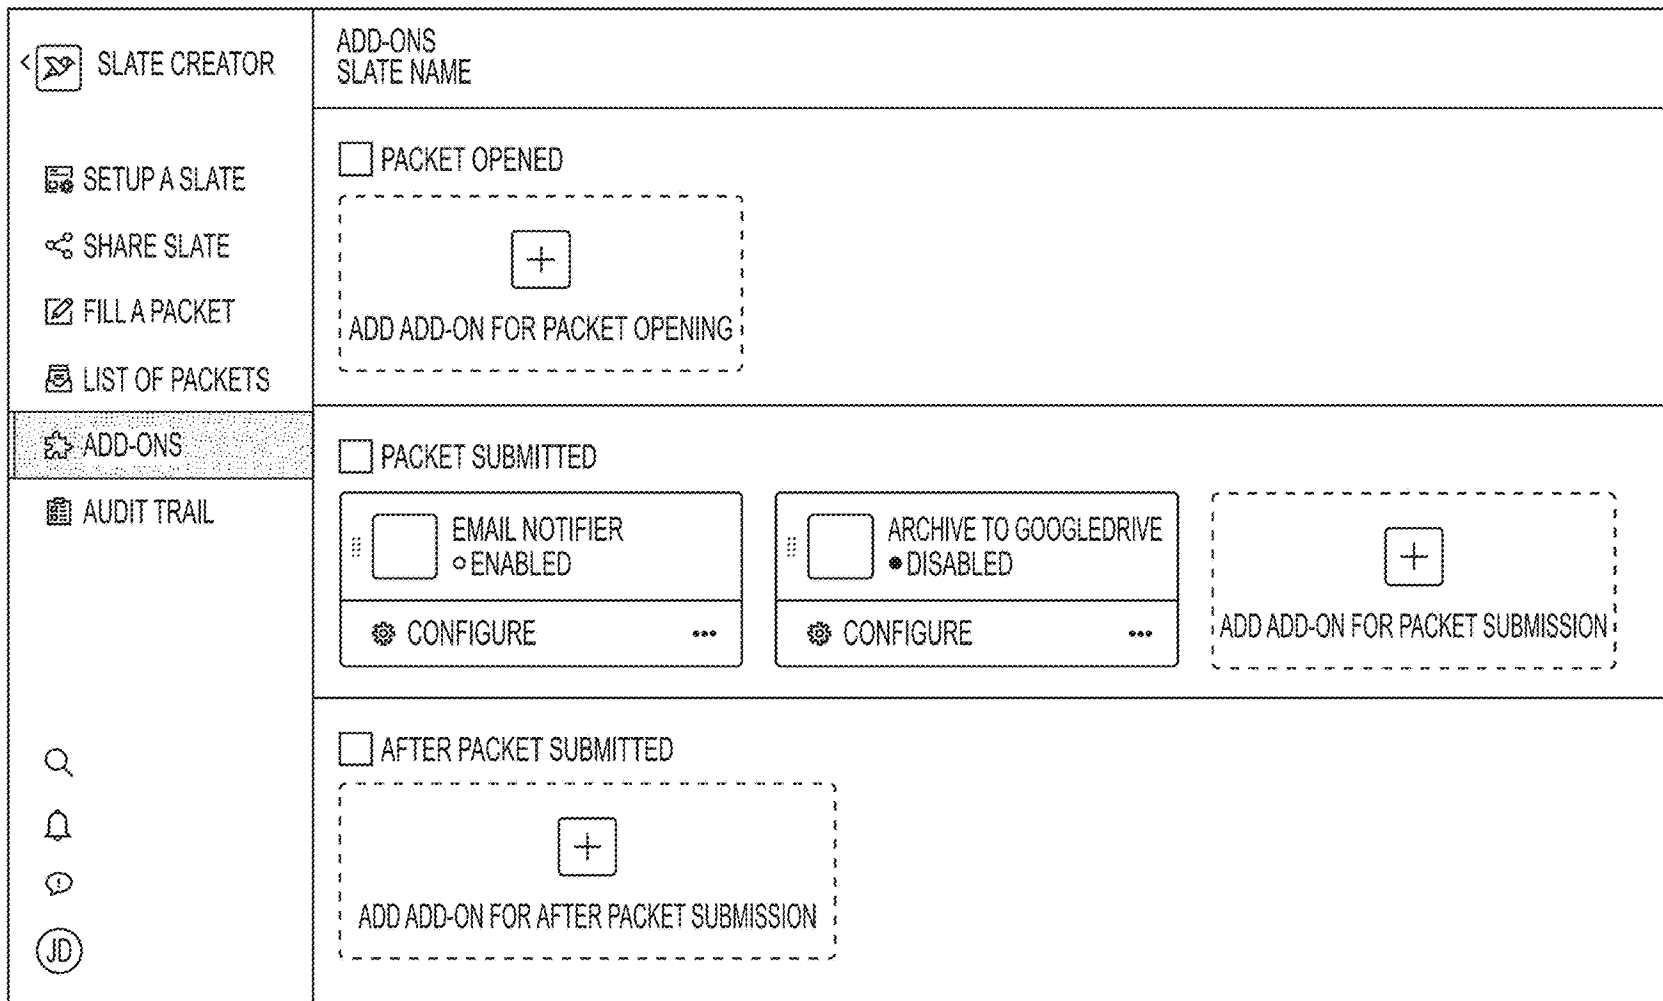 SLATE CREATOR
SETUP A SLATE
SHARE SLATE
FILL A PACKET
LIST OF PACKETS
ADD-ONS
AUDIT TRAIL
JD
ADD-ONS
SLATE NAME
PACKET OPENED
ADD ADD-ON FOR PACKET OPENING
PACKET SUBMITTED
EMAIL NOTIFIER
ENABLED
CONFIGURE
ARCHIVE TO GOOGLEDRIVE
DISABLED
CONFIGURE
ADD ADD-ON FOR PACKET SUBMISSION
AFTER PACKET SUBMITTED
ADD ADD-ON FOR AFTER PACKET SUBMISSION